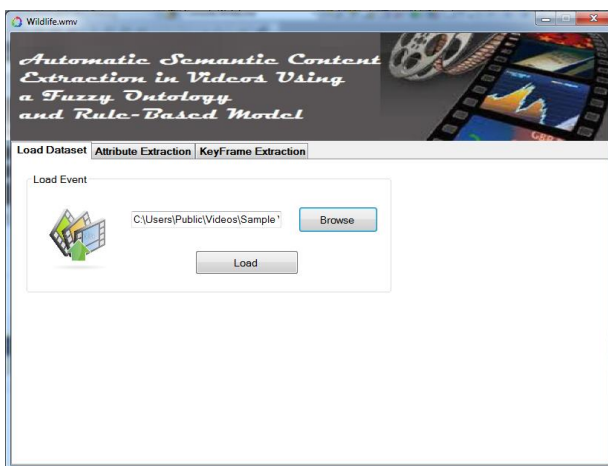 Wildlife.wmv
Automatic Semantic Content
Extraction in Videos Using
a Fuzzy Ontology
and Rule-Based Model
Load Dataset Attribute Extraction KeyFrame Extraction
Load Event
C:\Users\Public\Videos\Sample
Browse
Load